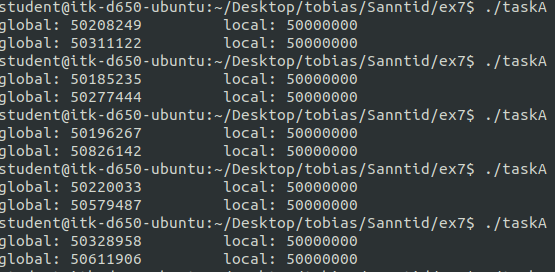 student@itk-d650-ubuntu:~/Desktop/tobias/Sanntid/ex7$ ./taskA
global: 50208249 local: 50000000
global: 50311122 local: 50000000
student@itk-d650-ubuntu:~/Desktop/tobias/Sanntid/ex7$ ./taskA
global: 50185235 local: 50000000
global: 50277444 local: 50000000
student@itk-d650-ubuntu:~/Desktop/tobias/Sanntid/ex7$ ./taskA
global: 50196267 local: 50000000
global: 50826142 local: 50000000
student@itk-d650-ubuntu:~/Desktop/tobias/Sanntid/ex7$ ./taskA
global: 50220033 local: 50000000
global: 50579487 local: 50000000
student@itk-d650-ubuntu:~/Desktop/tobias/Sanntid/ex7$ ./taskA
global: 50328958 local: 50000000
global: 50611906 local: 50000000